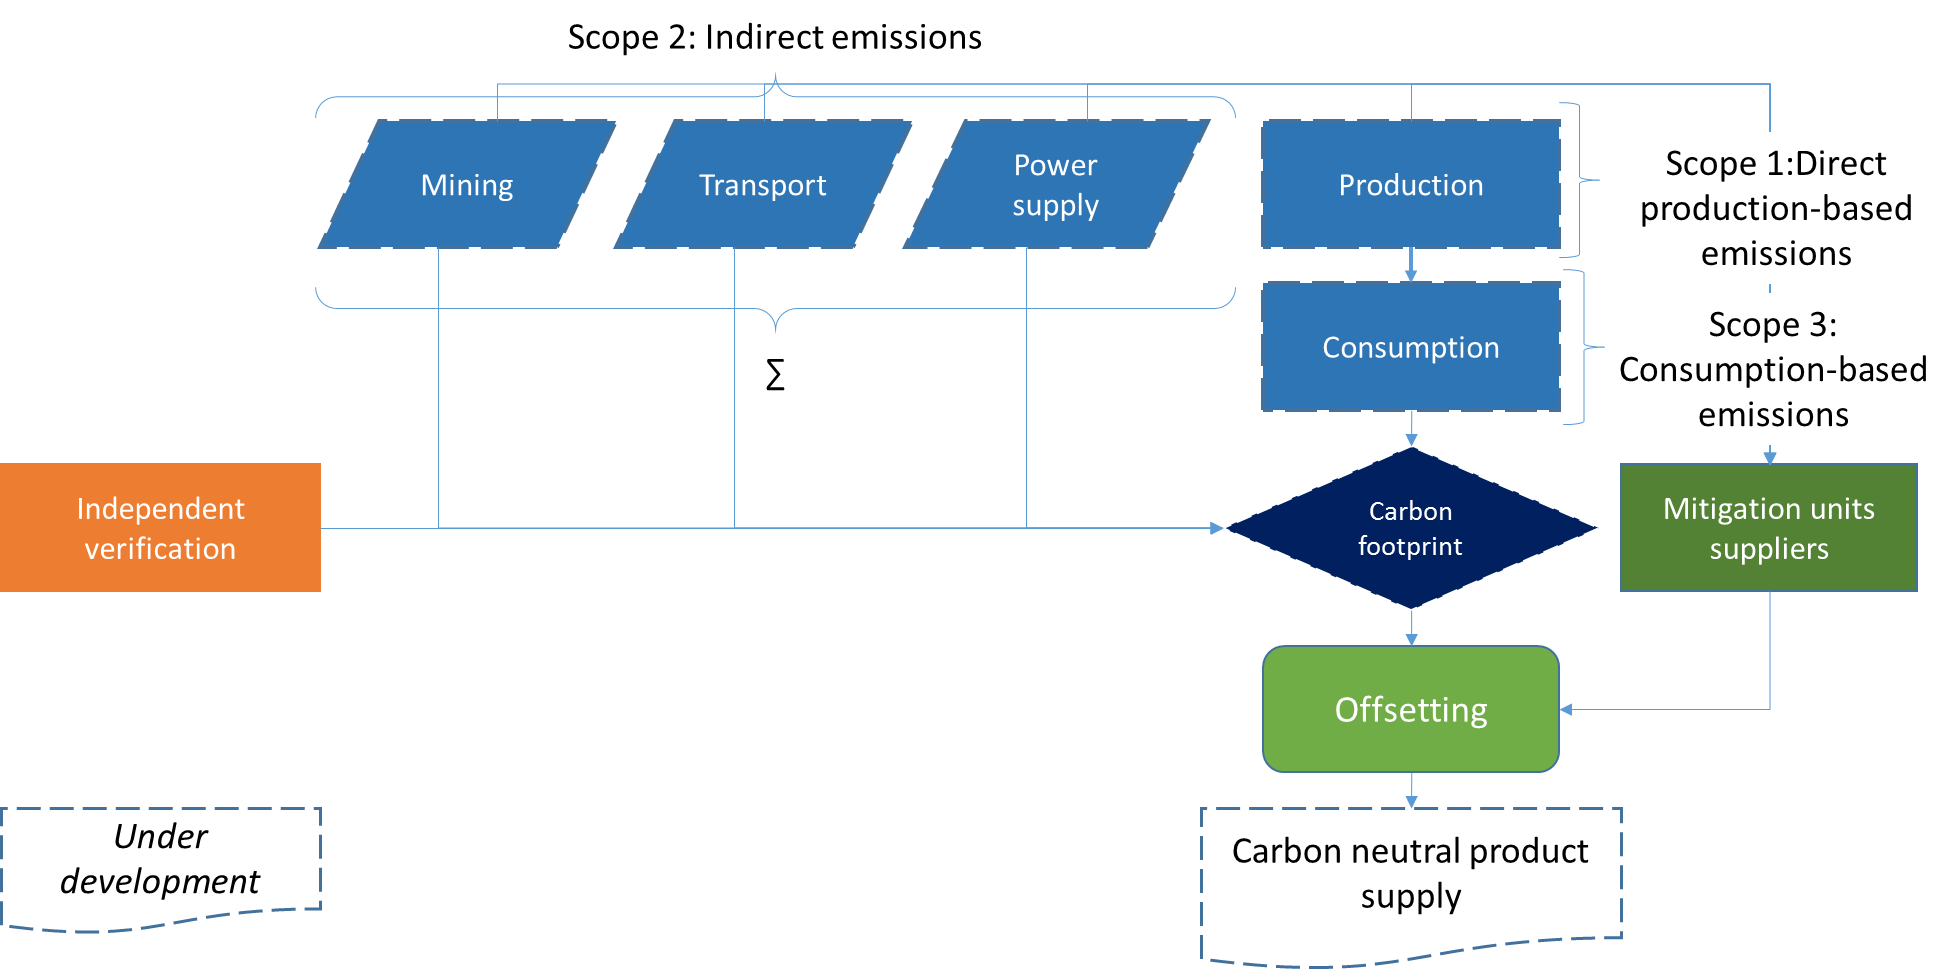 Scope 2: Indirect emissions
Mining
Transport
Power
supply
Production
Scope 1:Direct
production-based
emissions
Consumption
Scope 3:
Consumption-based
emissions
∑
Independent
verification
Carbon
footprint
Mitigation units
suppliers
Offsetting
Under
development
Carbon neutral product
supply